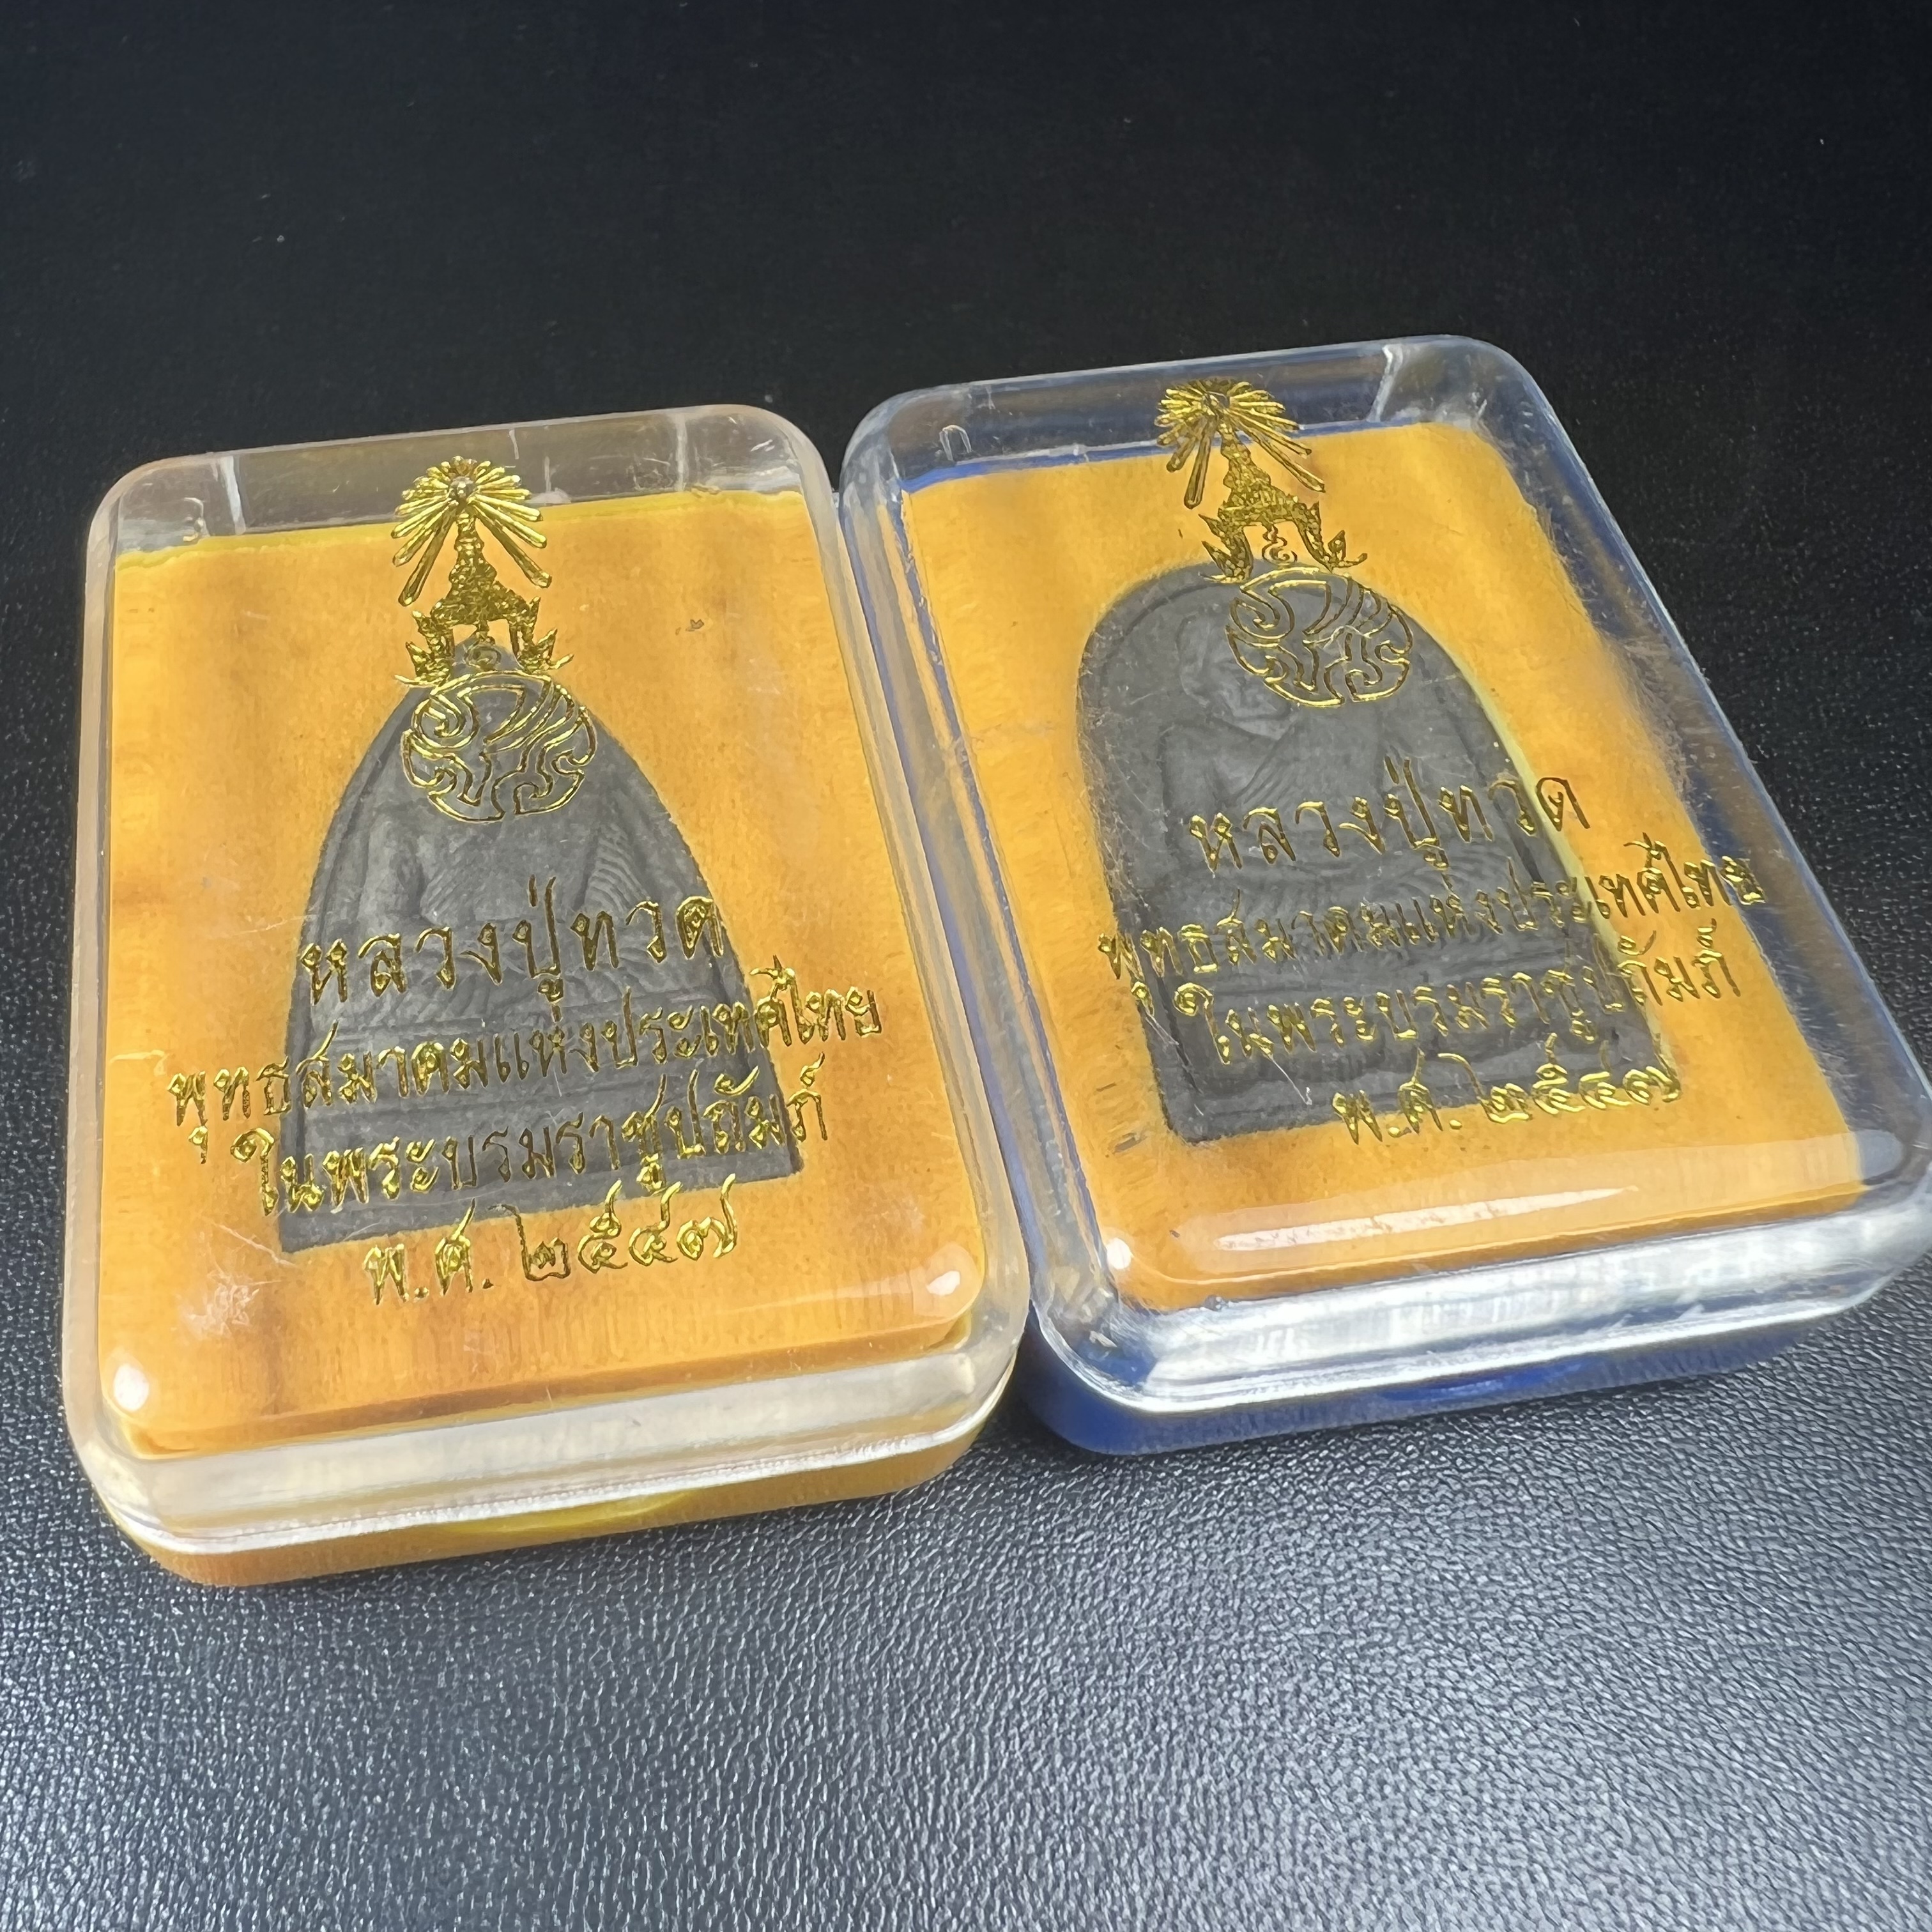 หลวงปู่ทวด
พุทธสมาคมแห่งประเทศไทย
ในพระบรมราชูปถัมภ์
พ.ศ. ๒๕๔๗
หลวงปู่ทวด
พุทธสมาคมแห่งประเทศไทย
ในพระบรมราชูปถัมภ์
พ.ศ. ๒๕๔๗